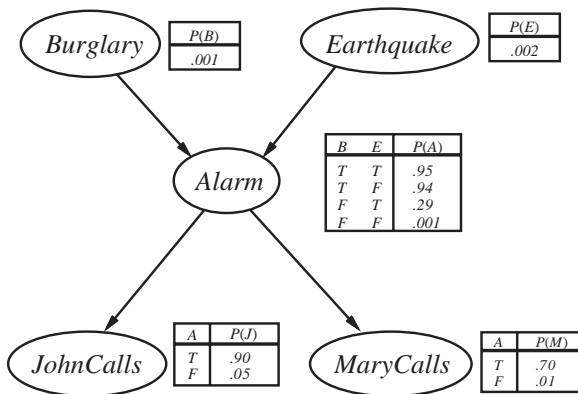 Burglary
P(B)
.001
Earthquake
P(E)
.002
Alarm
B E P(A)
T T .95
T F .94
F T .29
F F .001
JohnCalls
A P(J)
T .90
F .05
MaryCalls
A P(M)
T .70
F .01